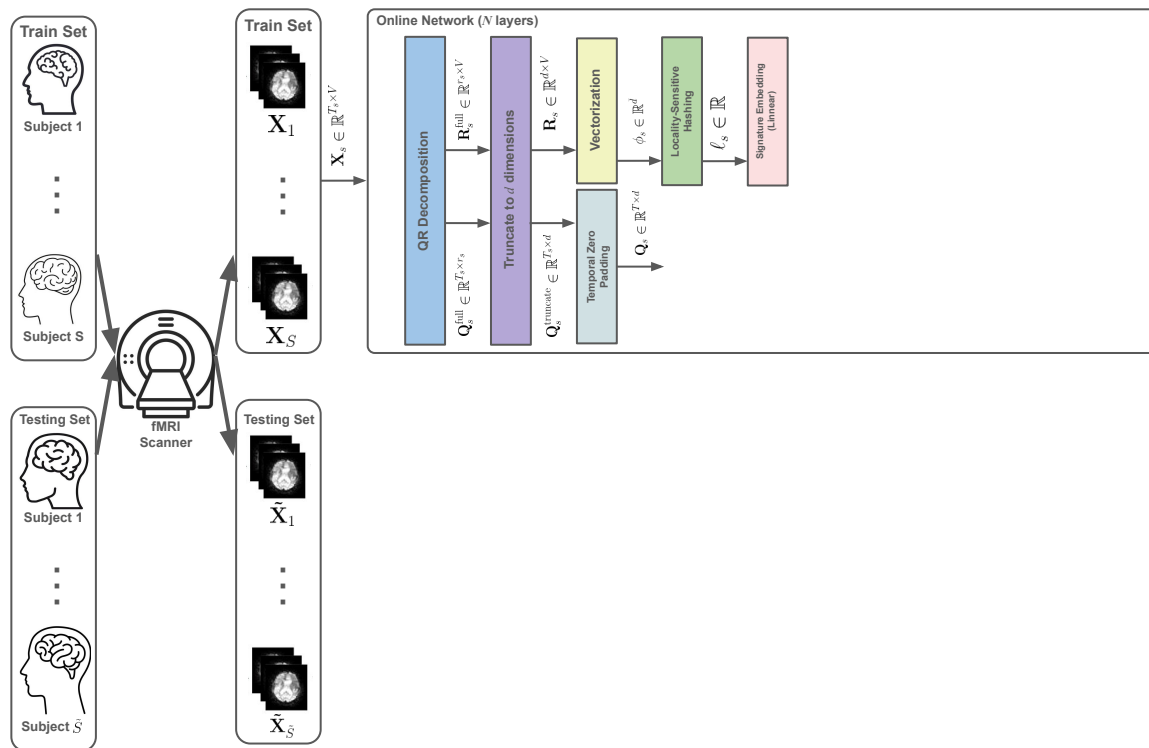 Train Set
Subject 1
Subject S
Testing Set
Subject 1
Subject S̃
fMRI
Scanner
Train Set
X₁
X_S
Testing Set
X̃₁
X̃_S̃
X_s ∈ ℝ^{T_s×V}
Online Network (N layers)
QR Decomposition
R_s^{full} ∈ ℝ^{r_s×V}
Q_s^{full} ∈ ℝ^{T_s×r_s}
Truncate to d dimensions
R_s ∈ ℝ^{d×V}
Q_s^{truncate} ∈ ℝ^{T_s×d}
Vectorization
Temporal Zero
Padding
ϕ_s ∈ ℝ^d
Q_s ∈ ℝ^{T×d}
Locality-Sensitive
Hashing
ℓ_s ∈ ℝ
Signature Embedding
(Linnear)